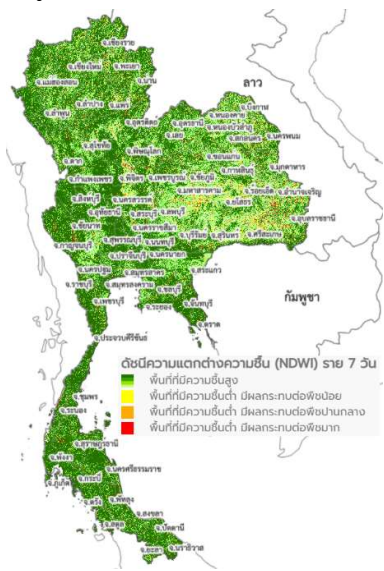 จ.เชียงราย
จ.เชียงใหม่
จ.พะเยา
จ.แม่ฮ่องสอน
จ.น่าน
ลาว
จ.ลำปาง
จ.แพร่
จ.ลำพูน
จ.บึงกาฬ
จ.หนองคาย
จ.อุตรดิตถ์
จ.อุดรธานี
จ.นครพนม
จ.หนองบัวลำภู
จ.เลย
จ.สกลนคร
จ.สุโขทัย
จ.พิษณุโลก
จ.ขอนแก่น
จ.มุกดาหาร
จ.ตาก
จ.กาฬสินธุ์
จ.กำแพงเพชร
จ.พิจิตร
จ.เพชรบูรณ์
จ.ชัยภูมิ
จ.มหาสารคาม
จ.ร้อยเอ็ด
จ.อำนาจเจริญ
จ.สิงห์บุรี
จ.นครสวรรค์
จ.ยโสธร
จ.อุทัยธานี
จ.สระบุรี
จ.ลพบุรี
จ.อุบลราชธานี
จ.ชัยนาท
จ.นครราชสีมา
จ.บุรีรัมย์
จ.สุรินทร์
จ.ศรีสะเกษ
จ.สุพรรณบุรี
จ.นนทบุรี
จ.กาญจนบุรี
จ.ปราจีนบุรี
จ.นครนายก
จ.นครปฐม
จ.สมุทรสาคร
จ.สระแก้ว
จ.ราชบุรี
จ.สมุทรสงคราม
จ.ชลบุรี
จ.เพชรบุรี
จ.ระยอง
จ.จันทบุรี
กัมพูชา
จ.ตราด
จ.ประจวบคีรีขันธ์
ดัชนีความแตกต่างความชื้น (NDWI) ราย 7 วัน
พื้นที่ที่มีความชื้นสูง
พื้นที่ที่มีความชื้นต่ำ มีผลกระทบต่อพืชน้อย
พื้นที่ที่มีความชื้นต่ำ มีผลกระทบต่อพืชปานกลาง
พื้นที่ที่มีความชื้นต่ำ มีผลกระทบต่อพืชมาก
จ.ชุมพร
จ.ระนอง
จ.สุราษฎร์ธานี
จ.พังงา
จ.นครศรีธรรมราช
จ.กระบี่
จ.ภูเก็ต
จ.ตรัง
จ.พัทลุง
จ.สงขลา
จ.สตูล
จ.ปัตตานี
จ.ยะลา
จ.นราธิวาส